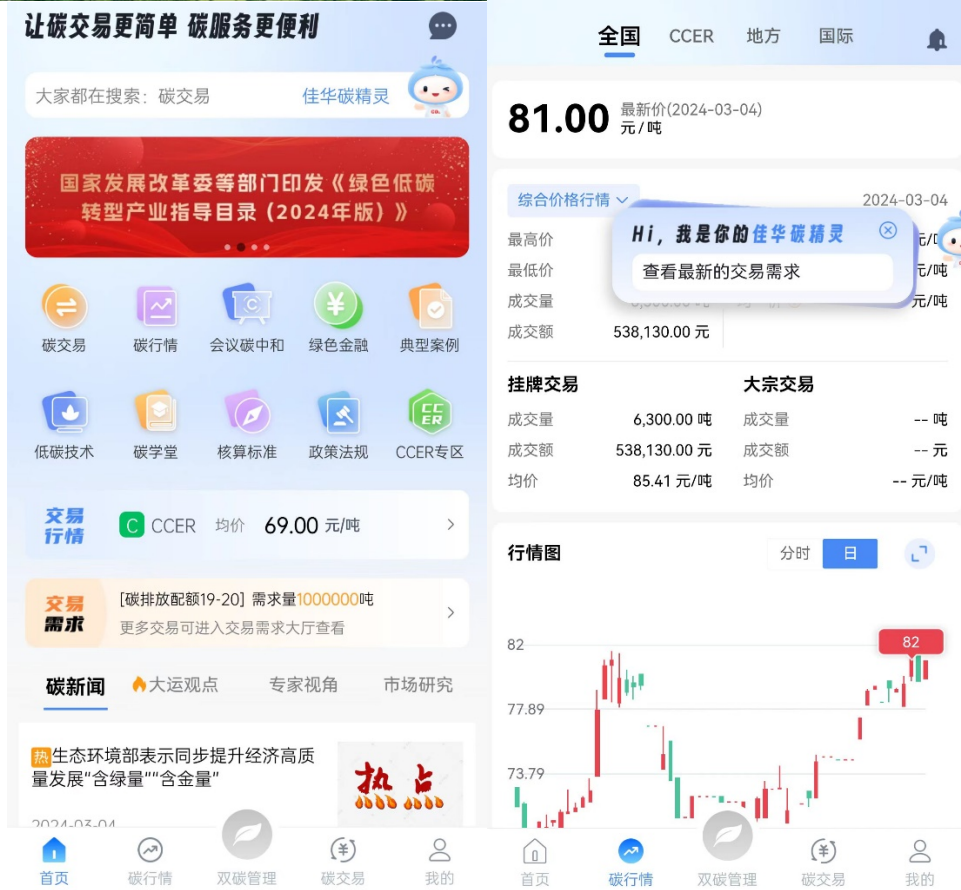 让碳交易更简单 碳服务更便利
大家都在搜索：碳交易
佳华碳精灵
国家发展改革委等部门印发《绿色低碳
转型产业指导目录（2024年版）》
碳交易 碳行情 会议碳中和 绿色金融 典型案例
CC
ER
低碳技术 碳学堂 核算标准 政策法规 CCER专区
交易
行情
C CCER 均价 69.00 元/吨
交易
需求
[碳排放配额19-20] 需求量1000000吨
更多交易可进入交易需求大厅查看
碳新闻 大运观点 专家视角 市场研究
热 生态环境部表示同步提升经济高质
量发展“含绿量”“含金量”
热点
2024-03-04
首页 碳行情 双碳管理 碳交易 我的
全国 CCER 地方 国际
81.00 最新价(2024-03-04)
元/吨
综合价格行情 2024-03-04
Hi，我是你的佳华碳精灵
查看最新的交易需求
最高价
最低价 元/吨
成交量 元/吨
成交额 538,130.00 元
挂牌交易 大宗交易
成交量 6,300.00 吨 成交量 -- 吨
成交额 538,130.00 元 成交额 -- 元
均价 85.41 元/吨 均价 -- 元/吨
行情图 分时 日
82 82
77.89
73.79
首页 碳行情 双碳管理 碳交易 我的